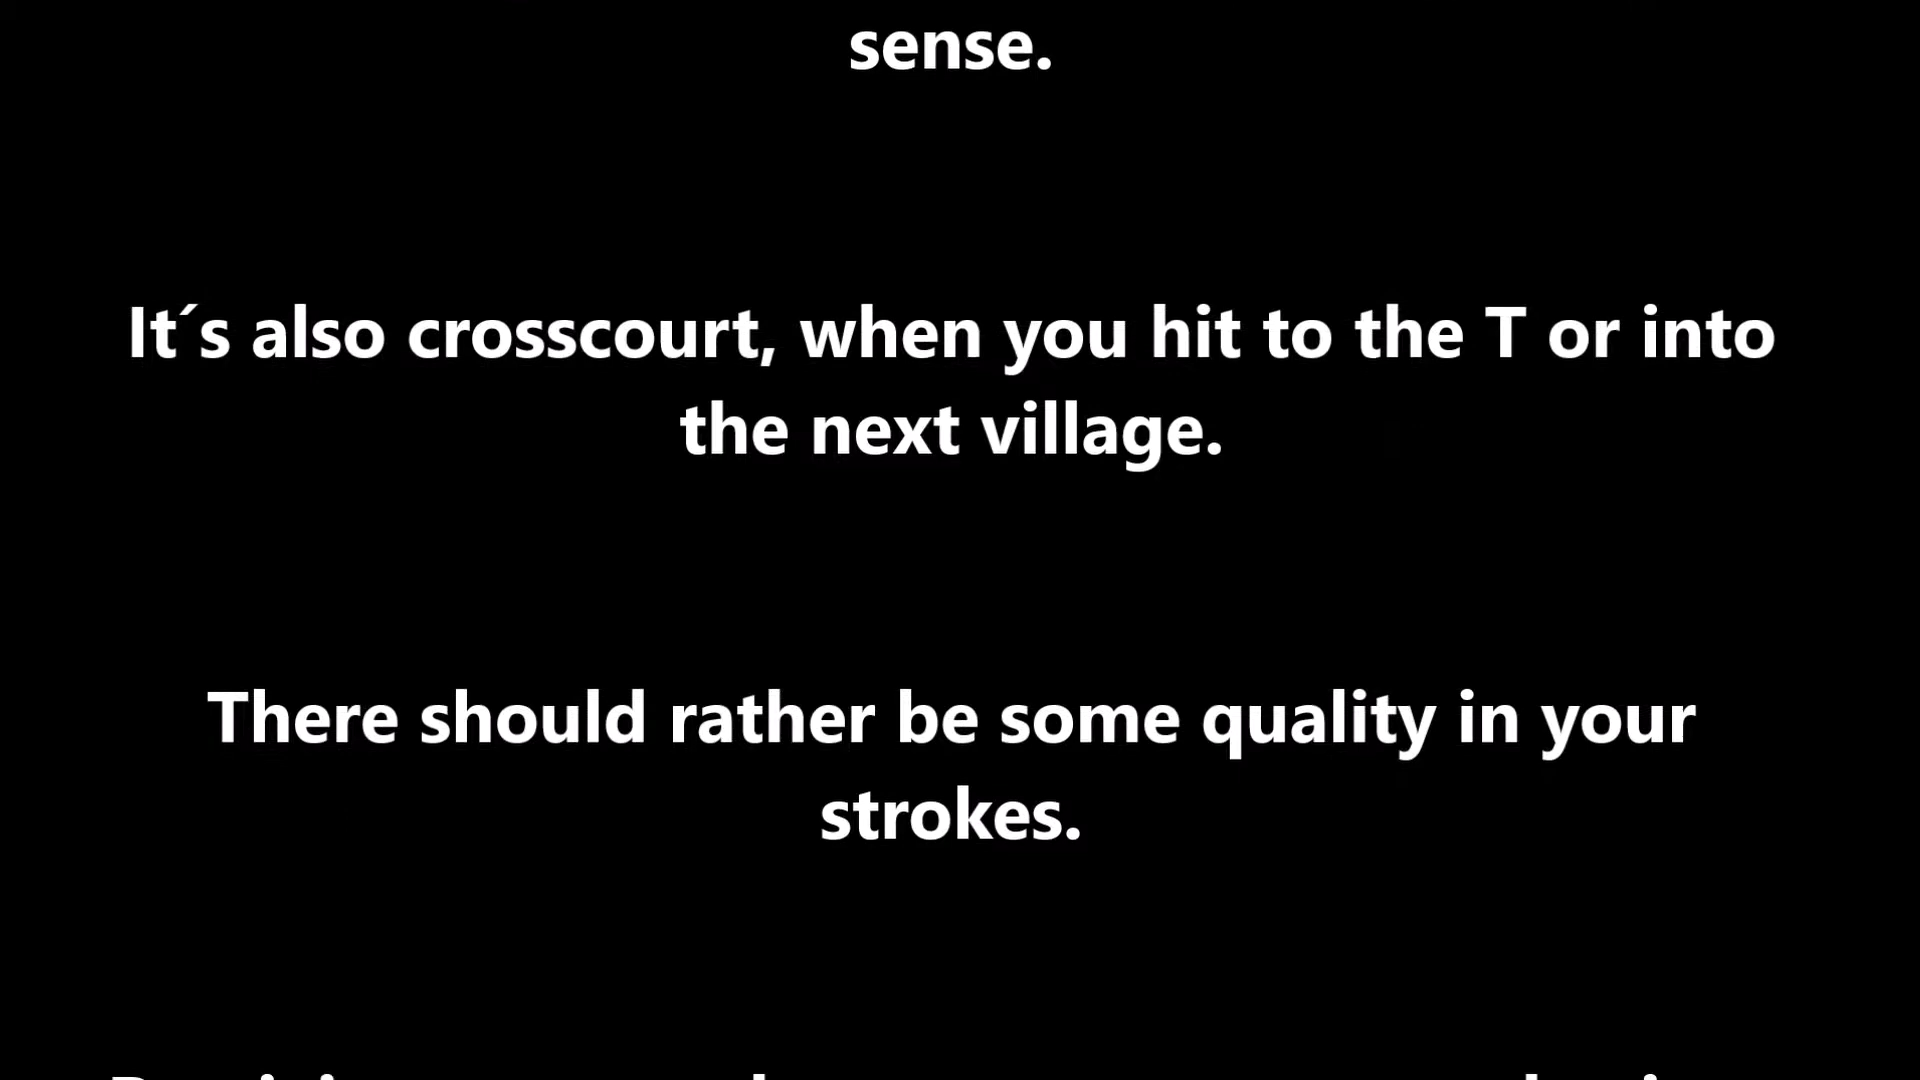 sense.
It´s also crosscourt, when you hit to the T or into
the next village.
There should rather be some quality in your
strokes.